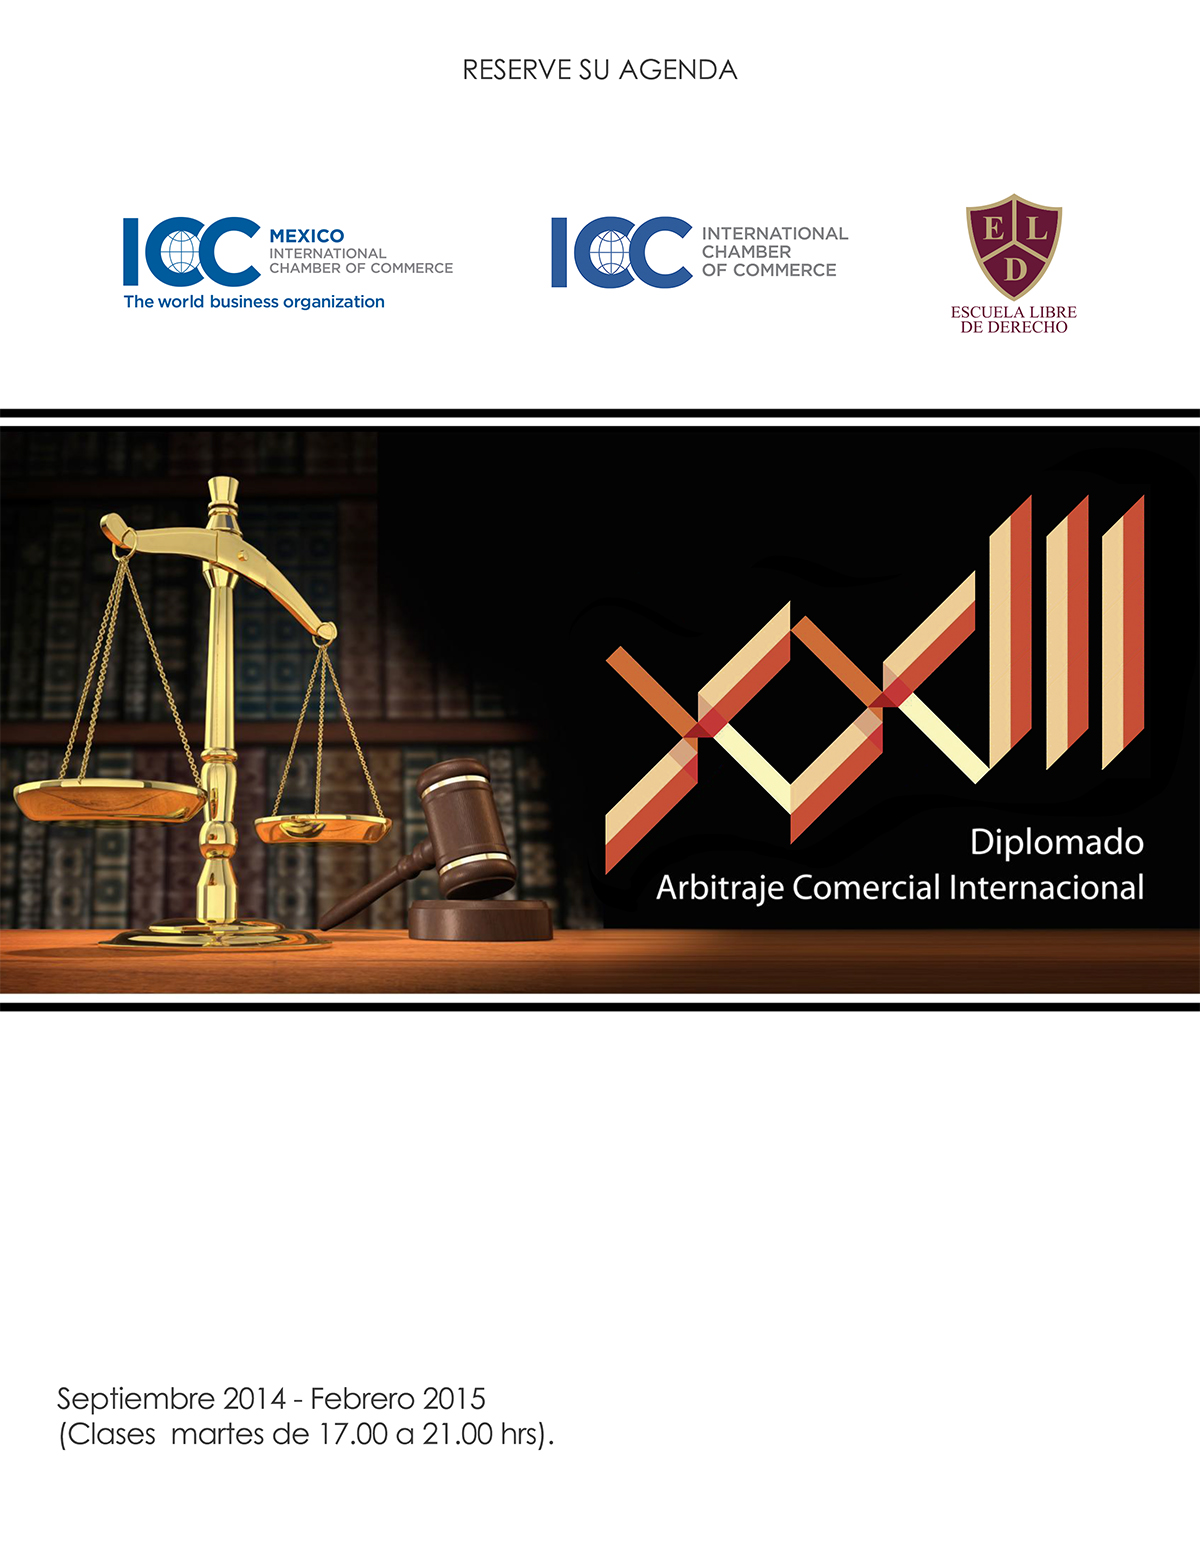 RESERVE SU AGENDA
ICC MEXICO
INTERNATIONAL
CHAMBER OF COMMERCE
The world business organization
ICC INTERNATIONAL
CHAMBER
OF COMMERCE
E L
D
ESCUELA LIBRE
DE DERECHO
XXIII
Diplomado
Arbitraje Comercial Internacional
Septiembre 2014 - Febrero 2015
(Clases martes de 17.00 a 21.00 hrs).